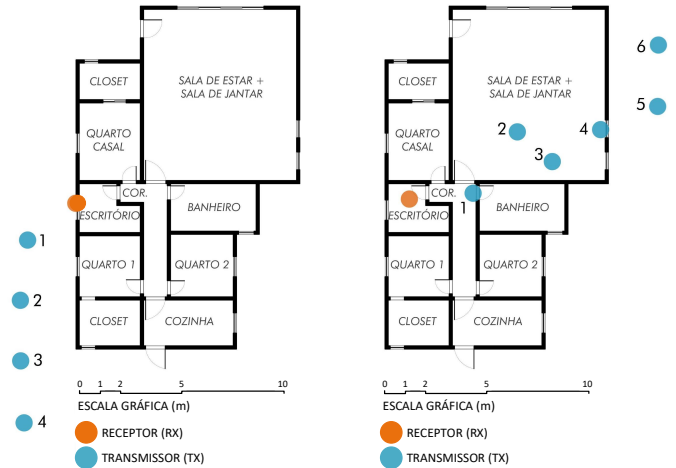 CLOSET
SALA DE ESTAR +
SALA DE JANTAR
QUARTO
CASAL
COR.
ESCRITÓRIO
BANHEIRO
QUARTO 1
QUARTO 2
CLOSET
COZINHA
1
2
3
4
0 1 2 5 10
ESCALA GRÁFICA (m)
RECEPTOR (RX)
TRANSMISSOR (TX)
CLOSET
SALA DE ESTAR +
SALA DE JANTAR
QUARTO
CASAL
COR.
ESCRITÓRIO
BANHEIRO
QUARTO 1
QUARTO 2
CLOSET
COZINHA
6
5
4
2
3
1
0 1 2 5 10
ESCALA GRÁFICA (m)
RECEPTOR (RX)
TRANSMISSOR (TX)